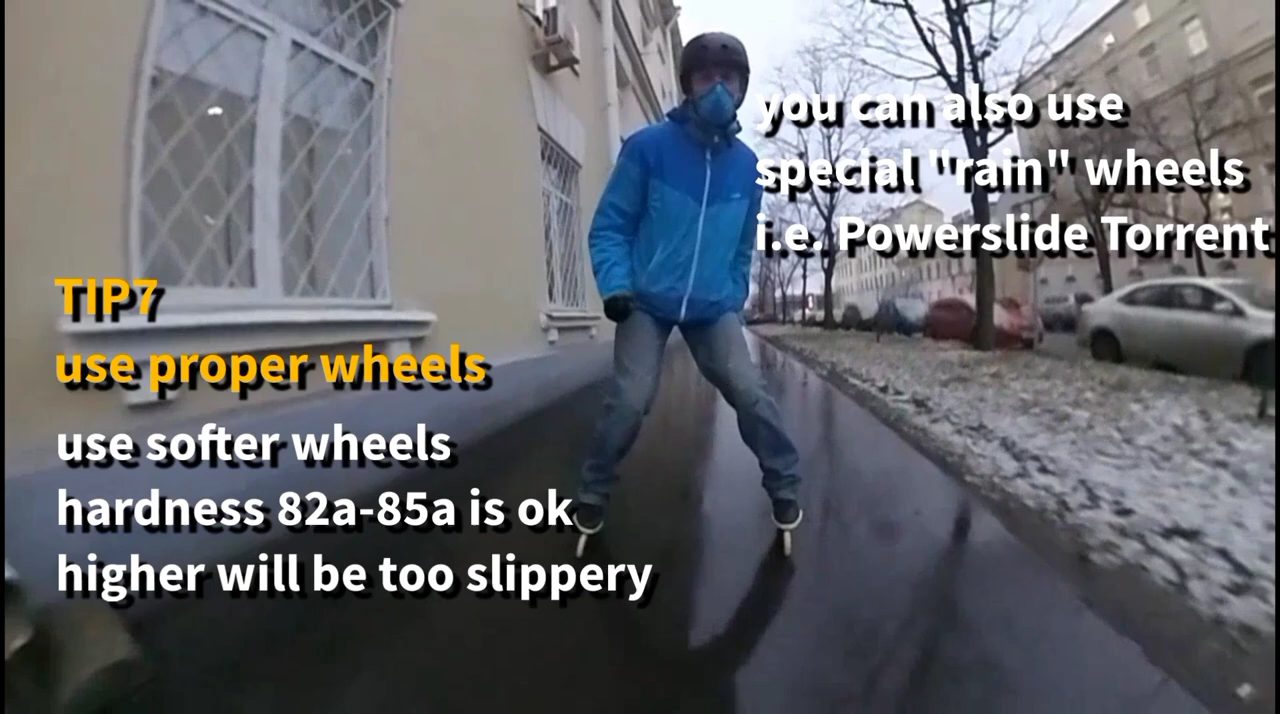 TIP7
use proper wheels
use softer wheels
hardness 82a-85a is ok
higher will be too slippery
you can also use
special "rain" wheels
i.e. Powerslide Torrent